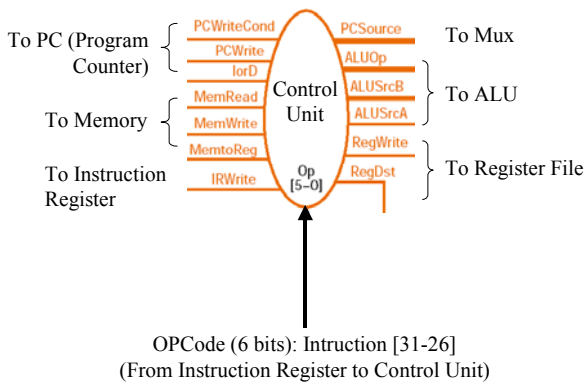 To PC (Program
Counter)
To Memory
To Instruction
Register
PCWriteCond
PCWrite
IorD
MemRead
MemWrite
MemtoReg
IRWrite
Control
Unit
Op
[5–0]
PCSource
ALUOp
ALUSrcB
ALUSrcA
RegWrite
RegDst
To Mux
To ALU
To Register File
OPCode (6 bits): Intruction [31-26]
(From Instruction Register to Control Unit)